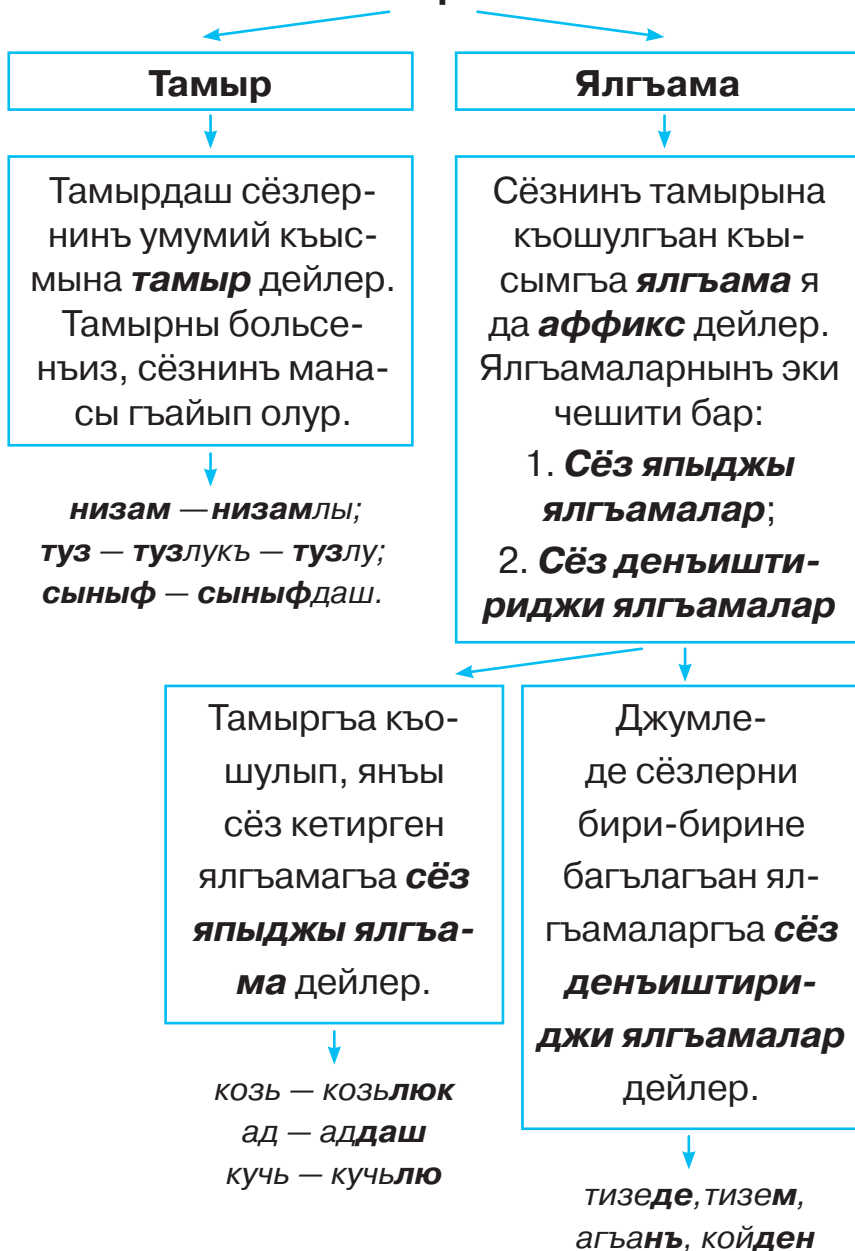 Тамыр
Ялгъама
Тамырдаш сёзлер-
нинъ умумий къыс-
мына тамыр дейлер.
Тамырны больсе-
нъиз, сёзнинъ мана-
сы гъайып олур.
низам — низамлы;
туз — тузлукъ — тузлу;
сыныф — сыныфдаш.
Сёзнинъ тамырына
къошулгъан къы-
сымгъа ялгъама я
да аффикс дейлер.
Ялгъамаларнынъ эки
чешити бар:
1. Сёз япыджы
ялгъамалар;
2. Сёз денъишти-
риджи ялгъамалар
Тамыргъа къо-
шулып, янъы
сёз кетирген
ялгъамагъа сёз
япыджы ялгъа-
ма дейлер.
козь — козьлюк
ад — аддаш
кучь — кучьлю
Джумле-
де сёзлерни
бири-бирине
багълагъан ял-
гъамаларгъа сёз
денъиштири-
джи ялгъамалар
дейлер.
тизеде, тизем,
агъанъ, койден